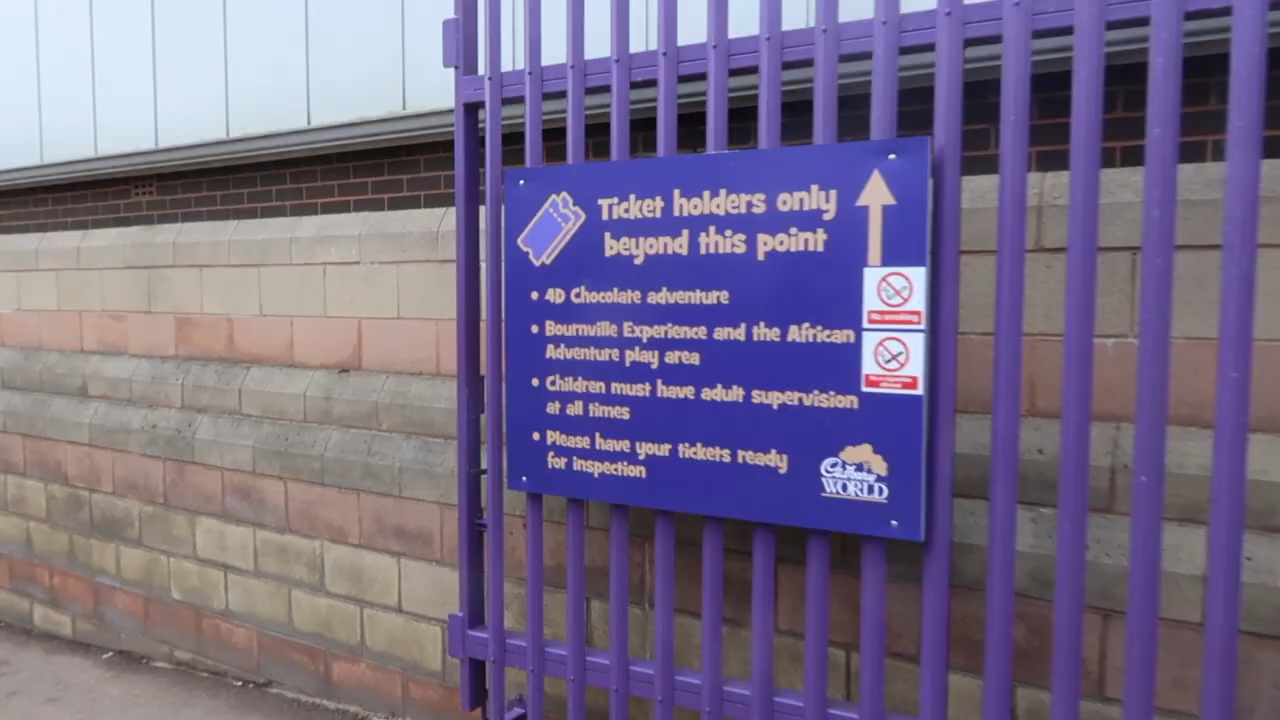 Ticket holders only
beyond this point
• 4D Chocolate adventure
• Bournville Experience and the African
Adventure play area
• Children must have adult supervision
at all times
• Please have your tickets ready
for inspection
No smoking
Cadbury
WORLD